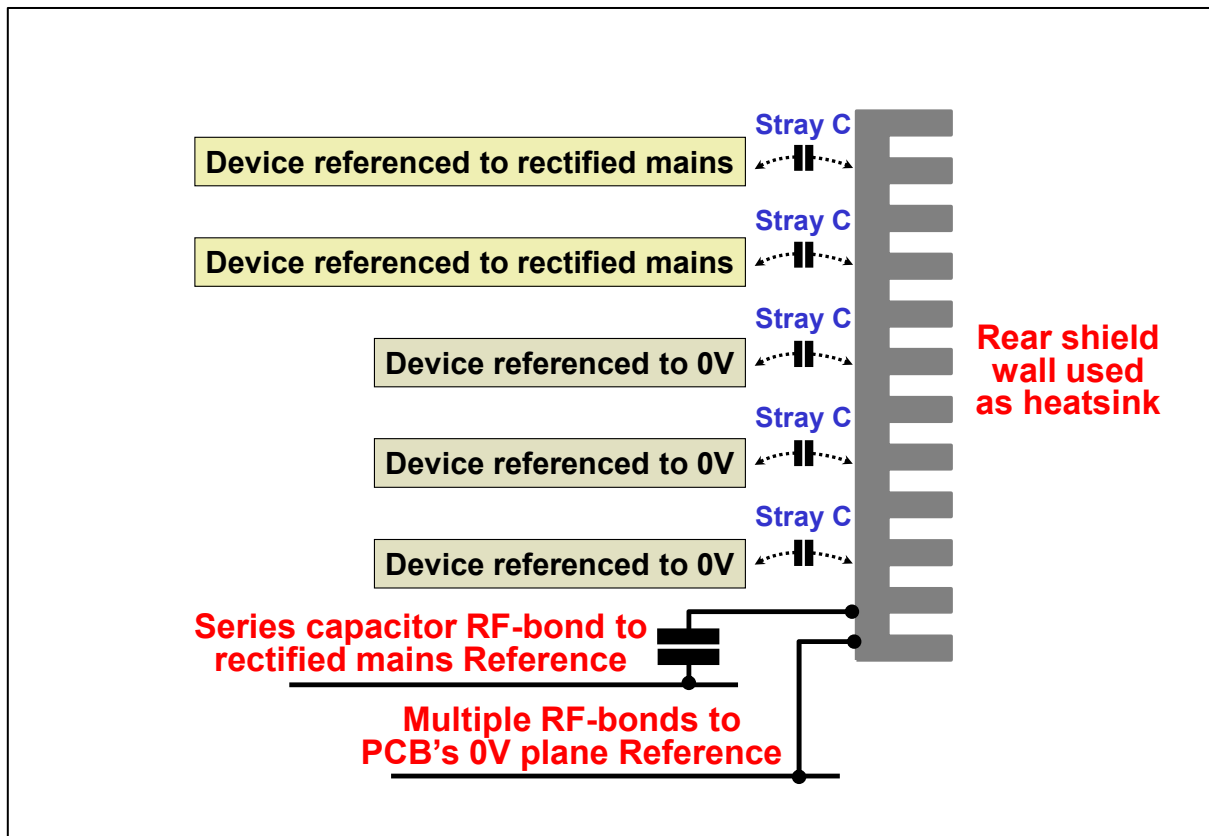 Stray C
Device referenced to rectified mains
Stray C
Device referenced to rectified mains
Stray C
Device referenced to 0V
Stray C
Device referenced to 0V
Stray C
Device referenced to 0V
Rear shield
wall used
as heatsink
Series capacitor RF-bond to
rectified mains Reference
Multiple RF-bonds to
PCB’s 0V plane Reference